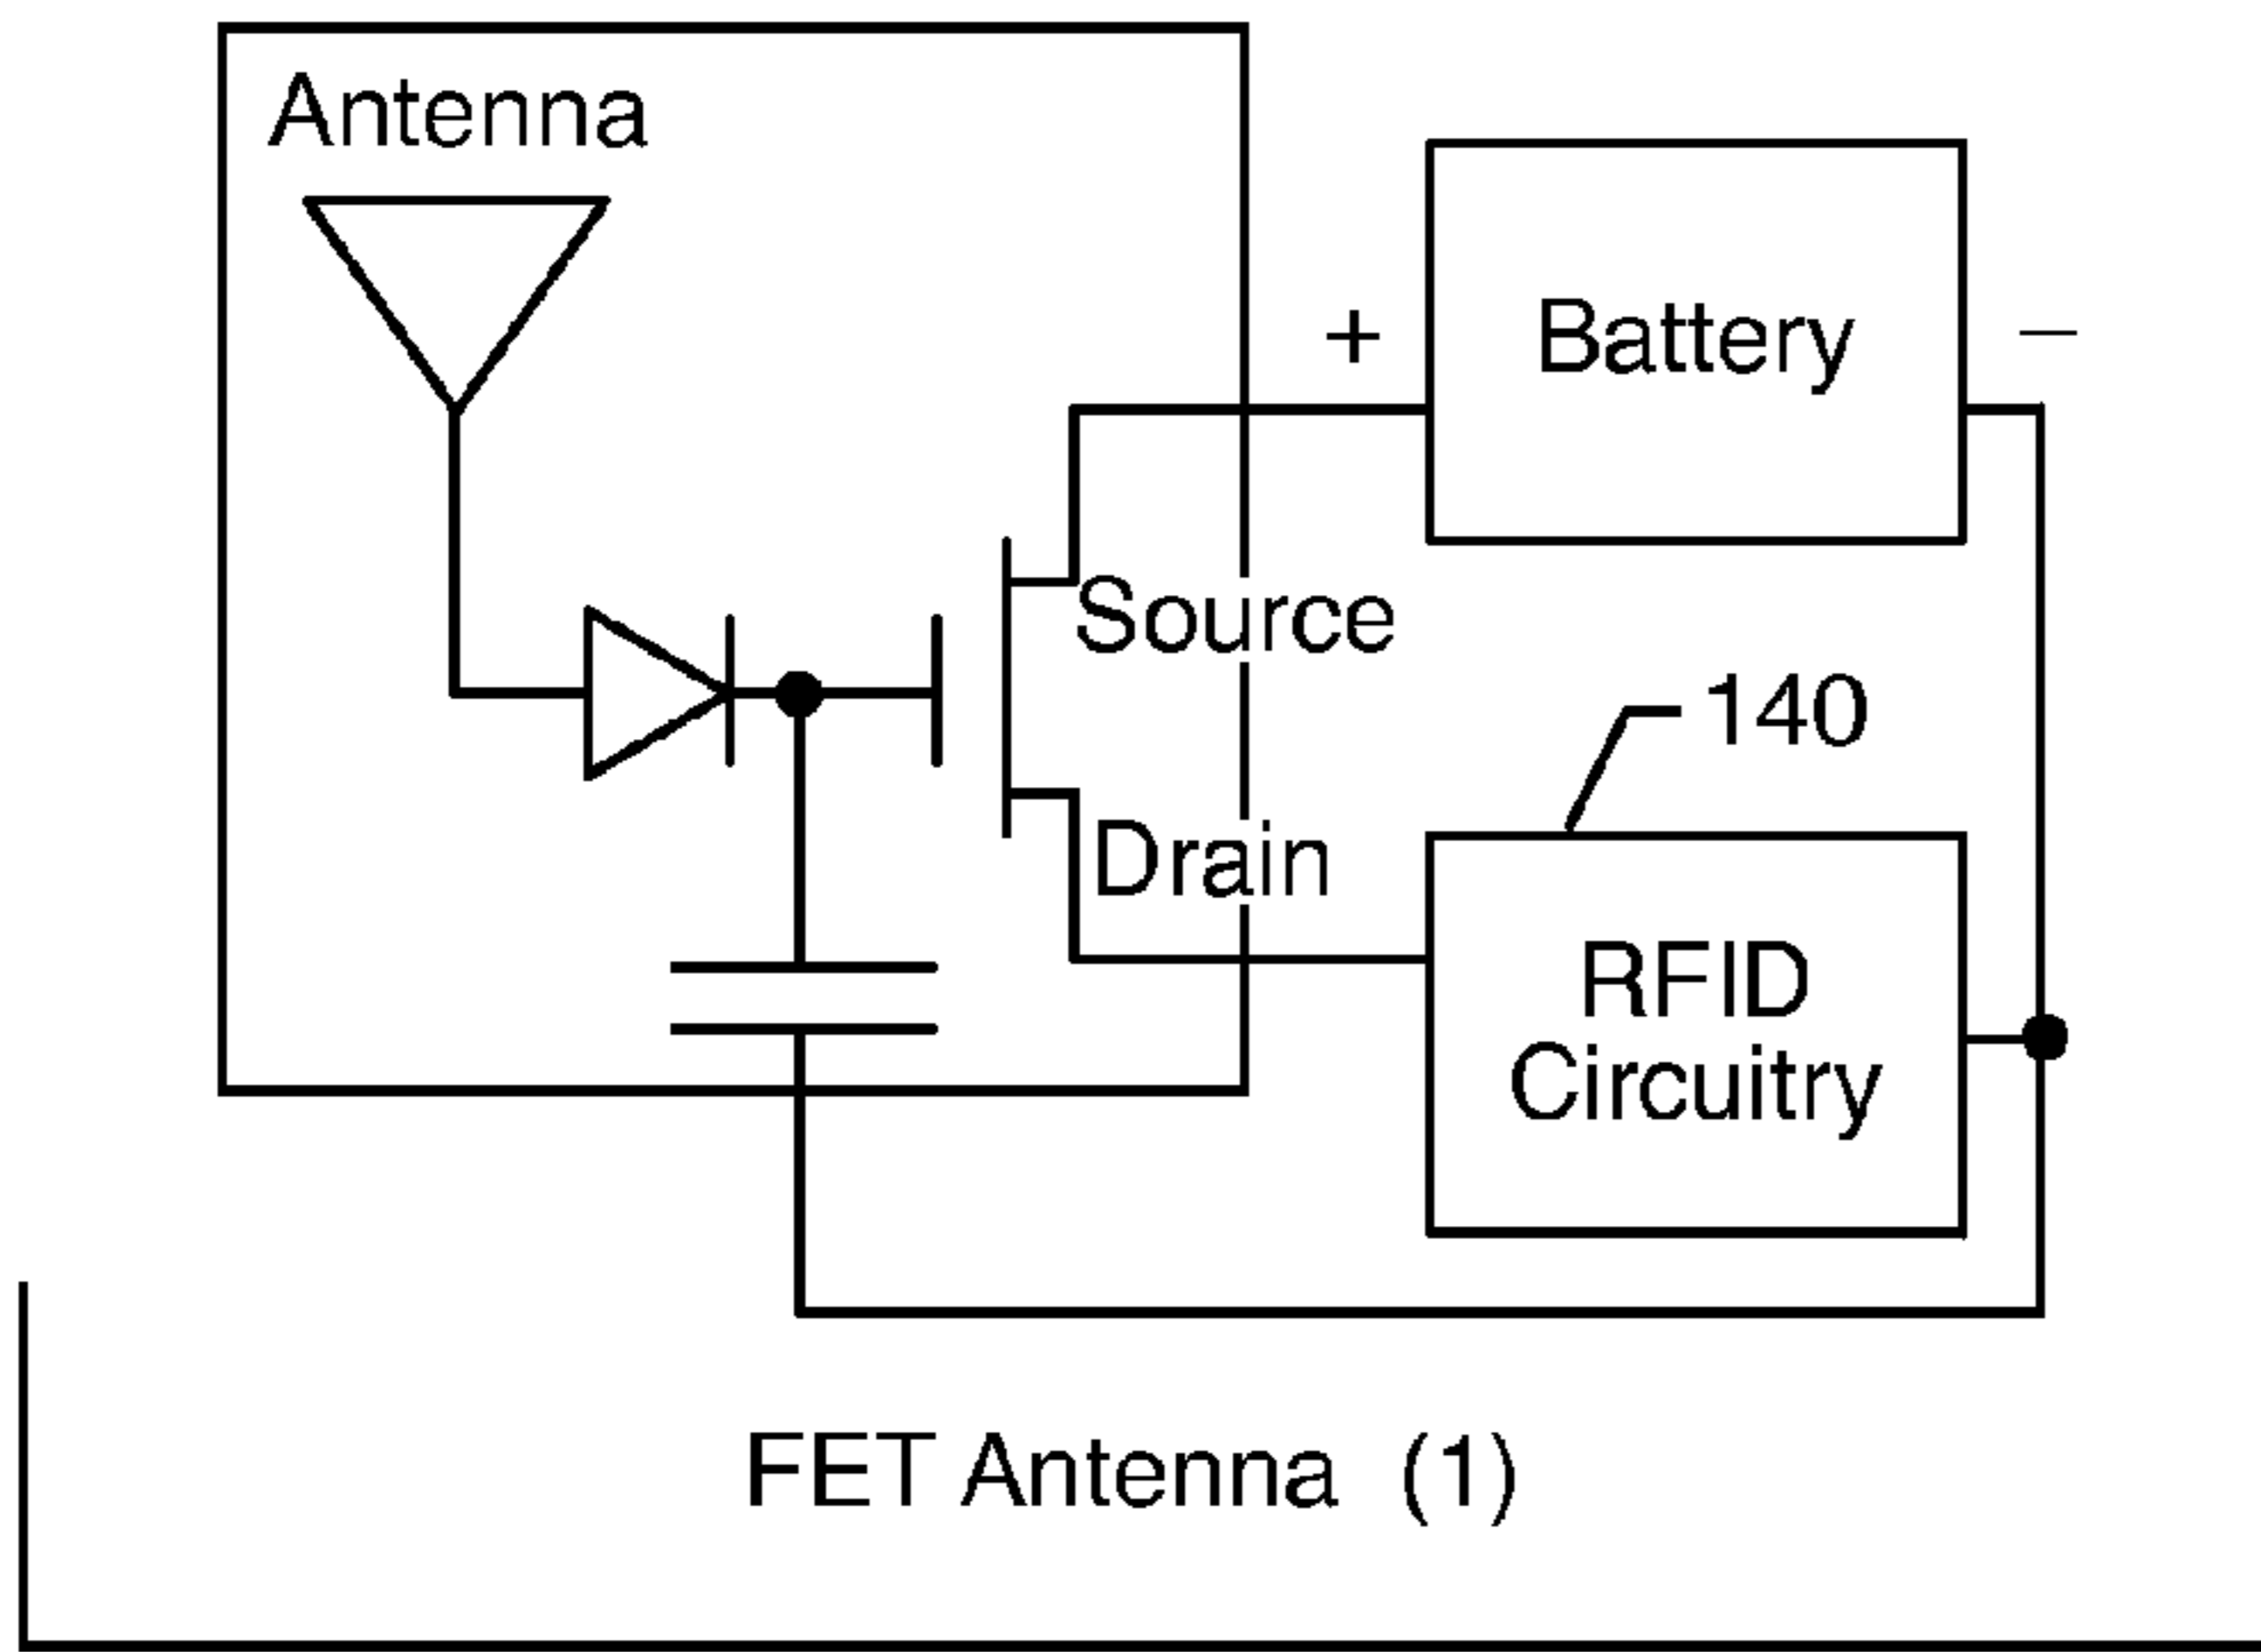 Antenna
+
Battery
—
Source
140
Drain
RFID
Circuitry
FET Antenna (1)